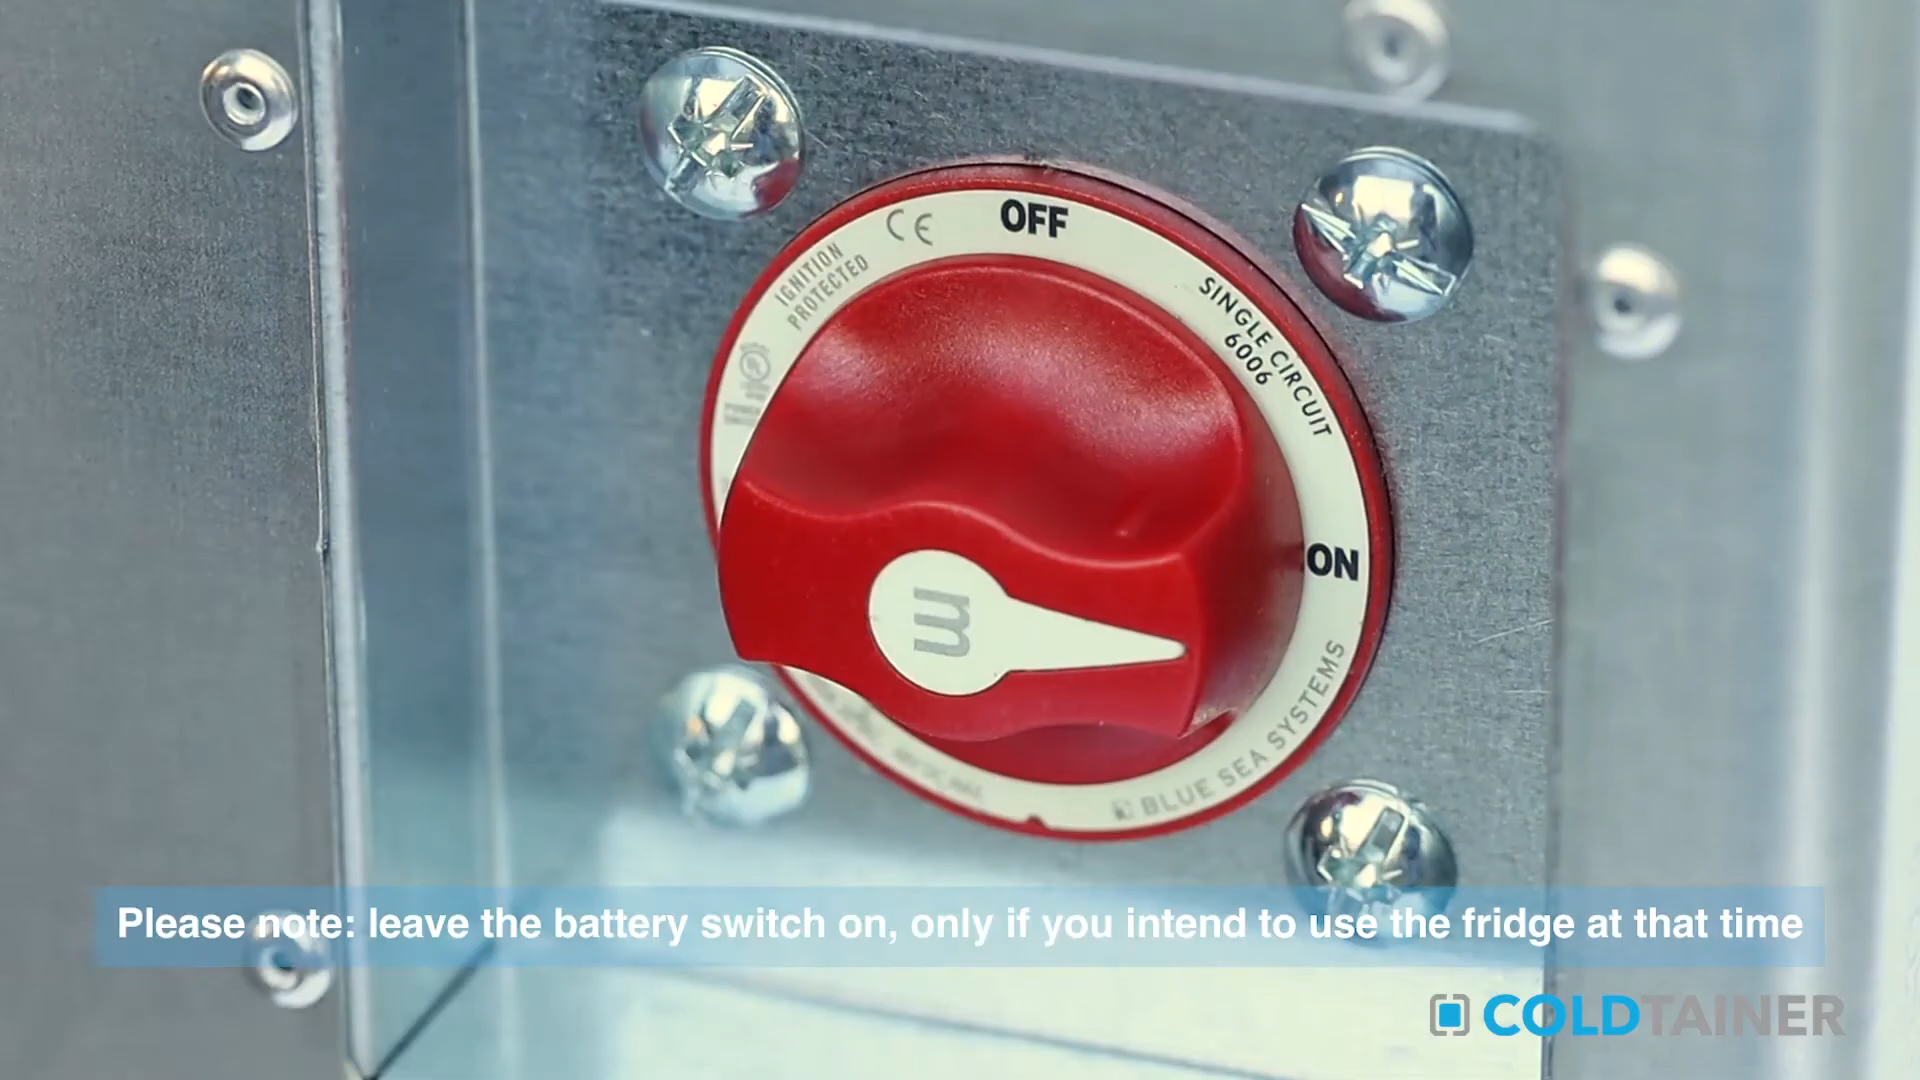 OFF
CE
IGNITION
PROTECTED
SINGLE CIRCUIT
6006
ON
m
BLUE SEA SYSTEMS
Please note: leave the battery switch on, only if you intend to use the fridge at that time
COLDTAINER